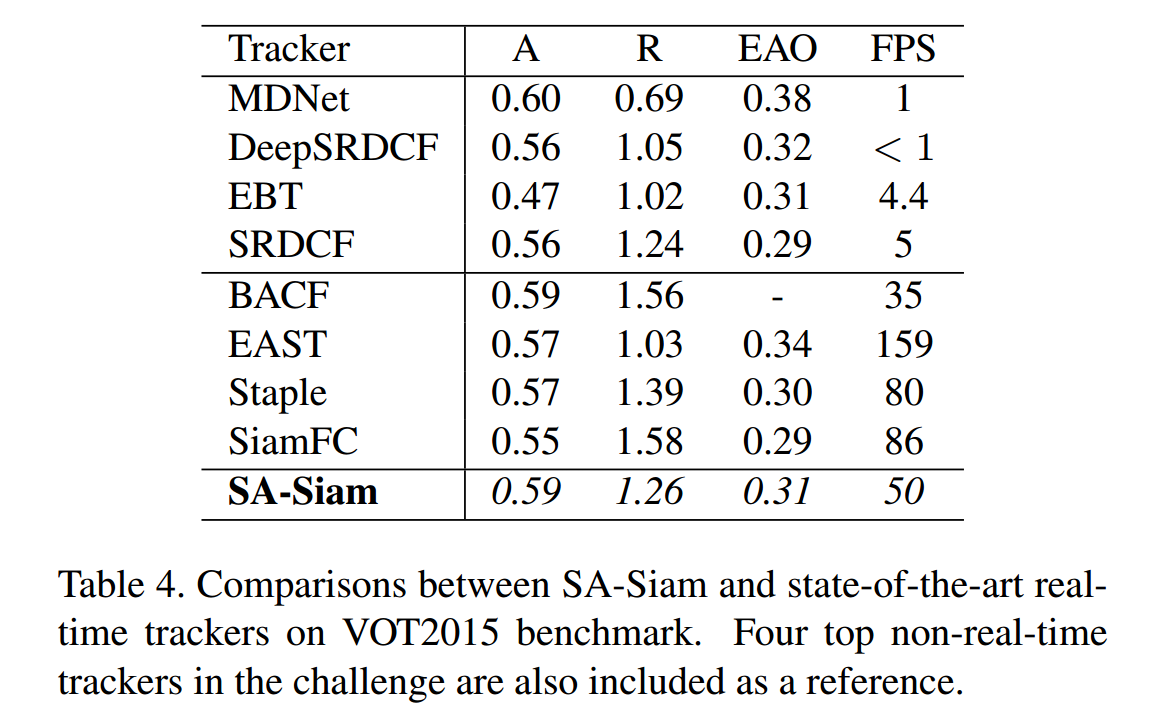 Tracker A R EAO FPS
MDNet 0.60 0.69 0.38 1
DeepSRDCF 0.56 1.05 0.32 < 1
EBT 0.47 1.02 0.31 4.4
SRDCF 0.56 1.24 0.29 5
BACF 0.59 1.56 - 35
EAST 0.57 1.03 0.34 159
Staple 0.57 1.39 0.30 80
SiamFC 0.55 1.58 0.29 86
SA-Siam 0.59 1.26 0.31 50
Table 4. Comparisons between SA-Siam and state-of-the-art real-
time trackers on VOT2015 benchmark. Four top non-real-time
trackers in the challenge are also included as a reference.